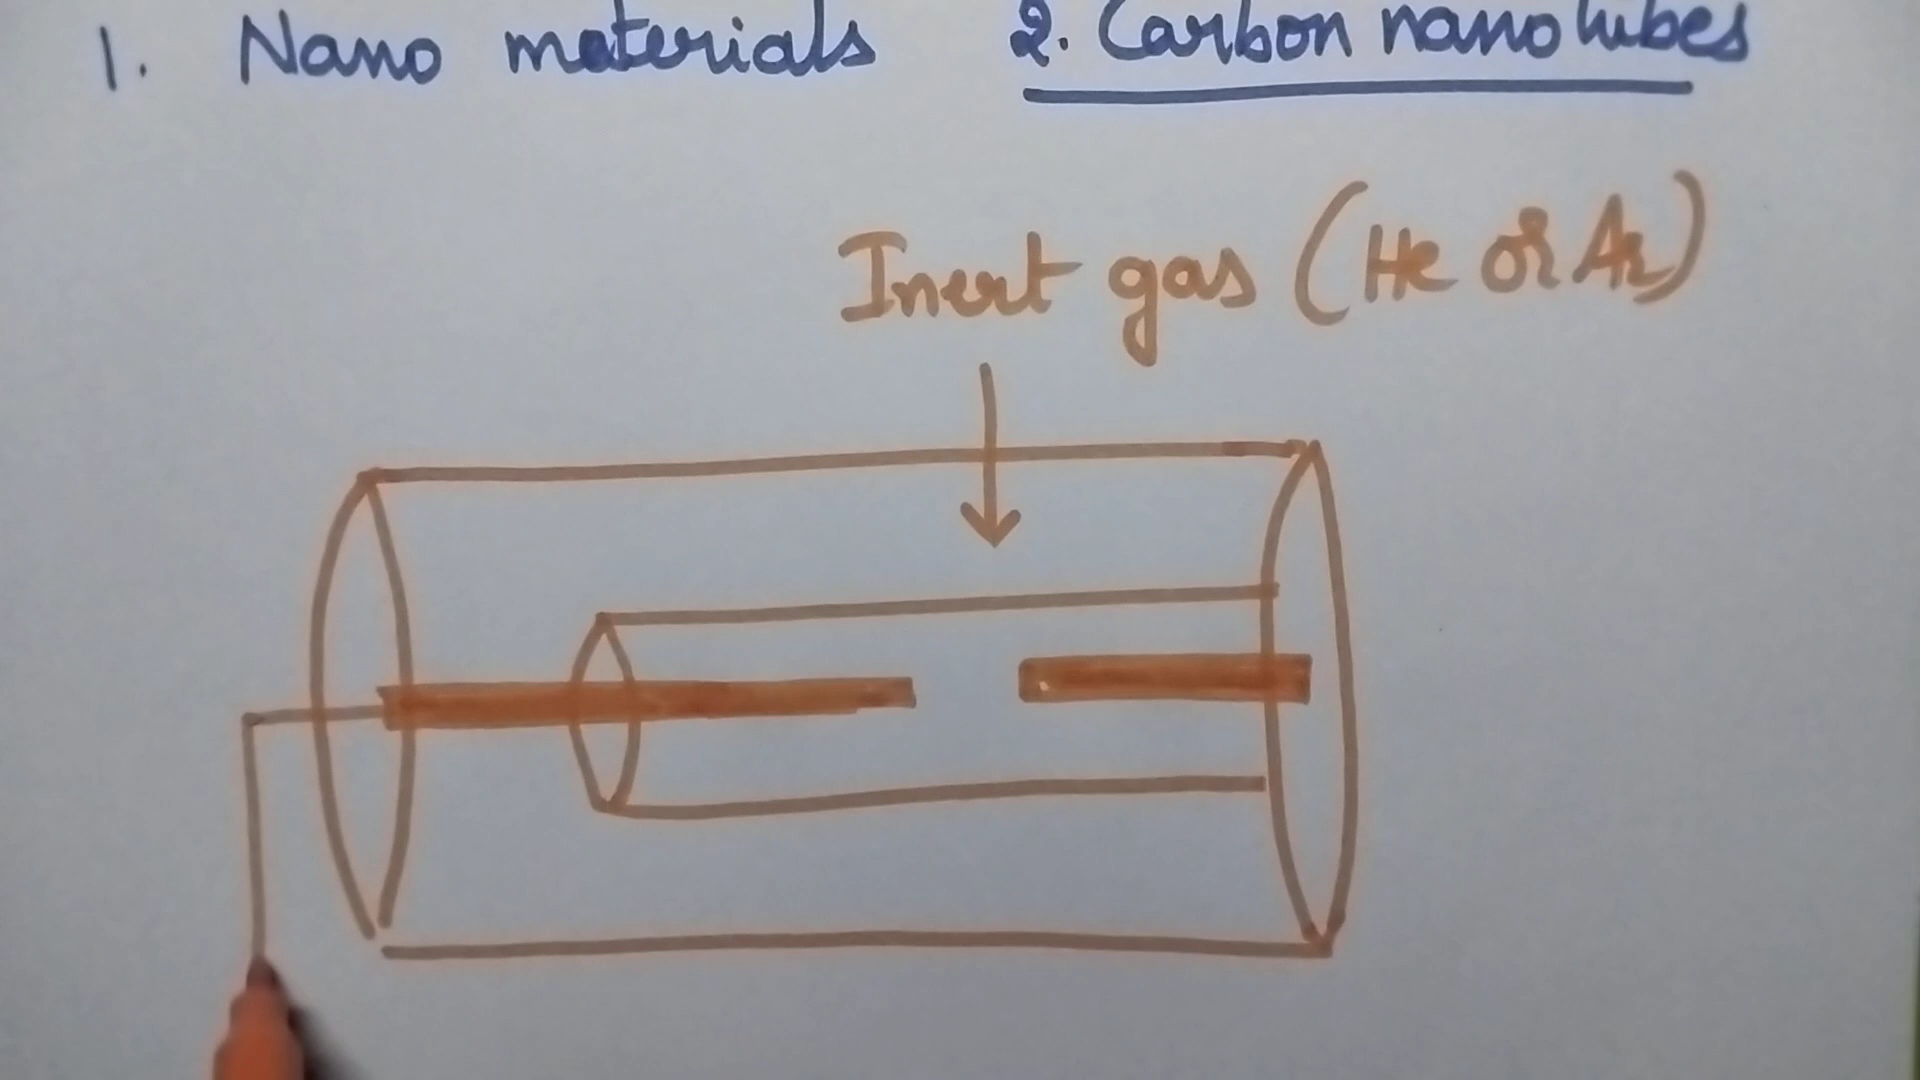 1. Nano materials 2. Carbon nanotubes
Inert gas (He or Ar)